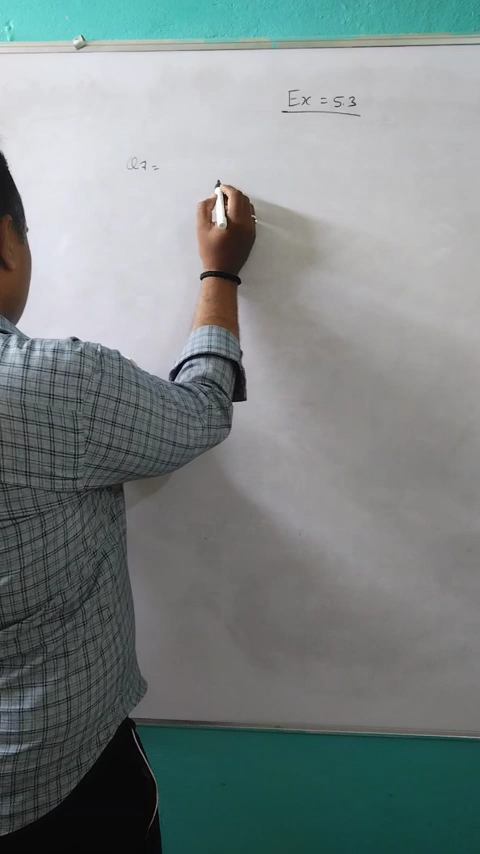 Ex = 5.3
Q7 =